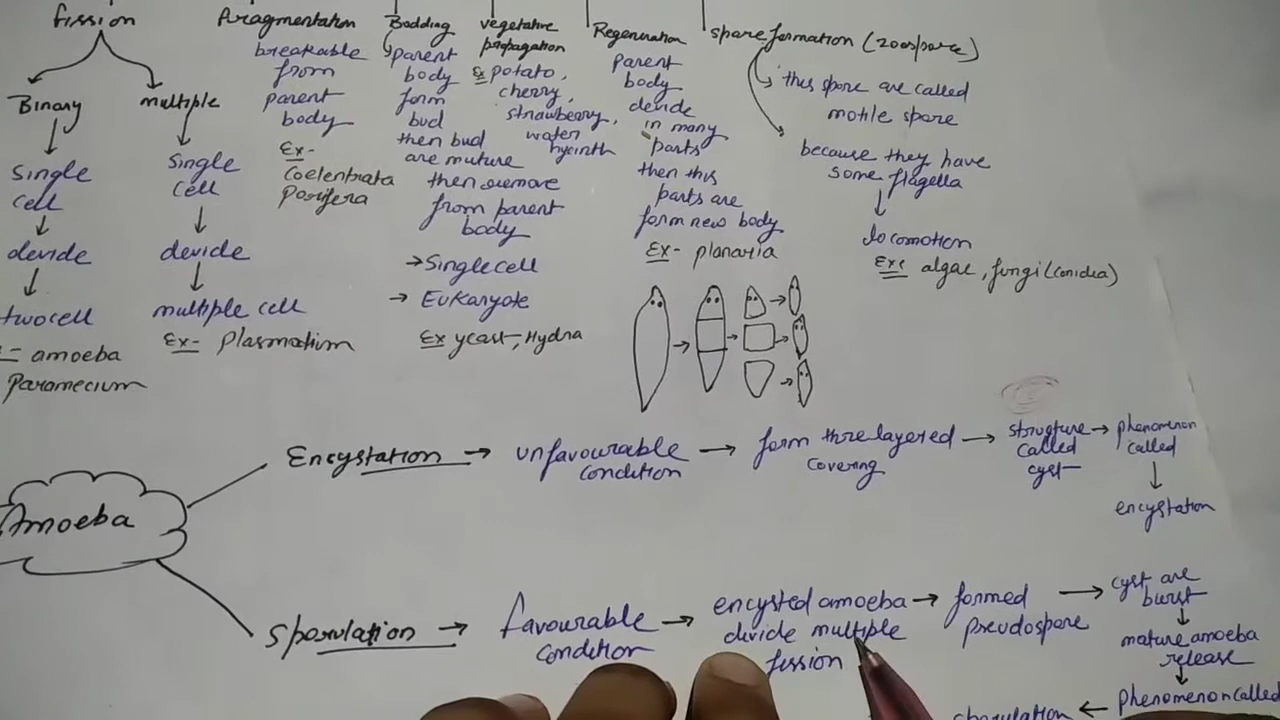 fission
Binary
Single
cell
devide
twocell
amoeba
Paramecium
multiple
Single
cell
devide
multiple cell
Ex- Plasmodium
Fragmentation
breakable
from
parent
body
Ex-
Coelentrata
Porifera
Budding
parent
body
form
bud
then bud
are muture
then remove
from parent
body
→ Single cell
→ Eukaryote
Ex yeast, Hydra
vegetative
propagation
Ex potato,
cherry,
strawberry,
water
hycinth
Regeneration
parent
body
devide
in many
parts
then this
parts are
form new body
Ex- planaria
spore formation (zoospore)
this spore are called
motile spore
because they have
some flagella
locomotion
Exe algae, fungi (conidea)
Amoeba
Encystation → unfavourable
condition → form three layered
covering → structure
called
cyst → phenomenon
called
encystation
Sporulation → favourable
condition → encysted amoeba
divide multiple
fission → formed
pseudospore → cyst are
burst
mature amoeba
release
phenomenon called